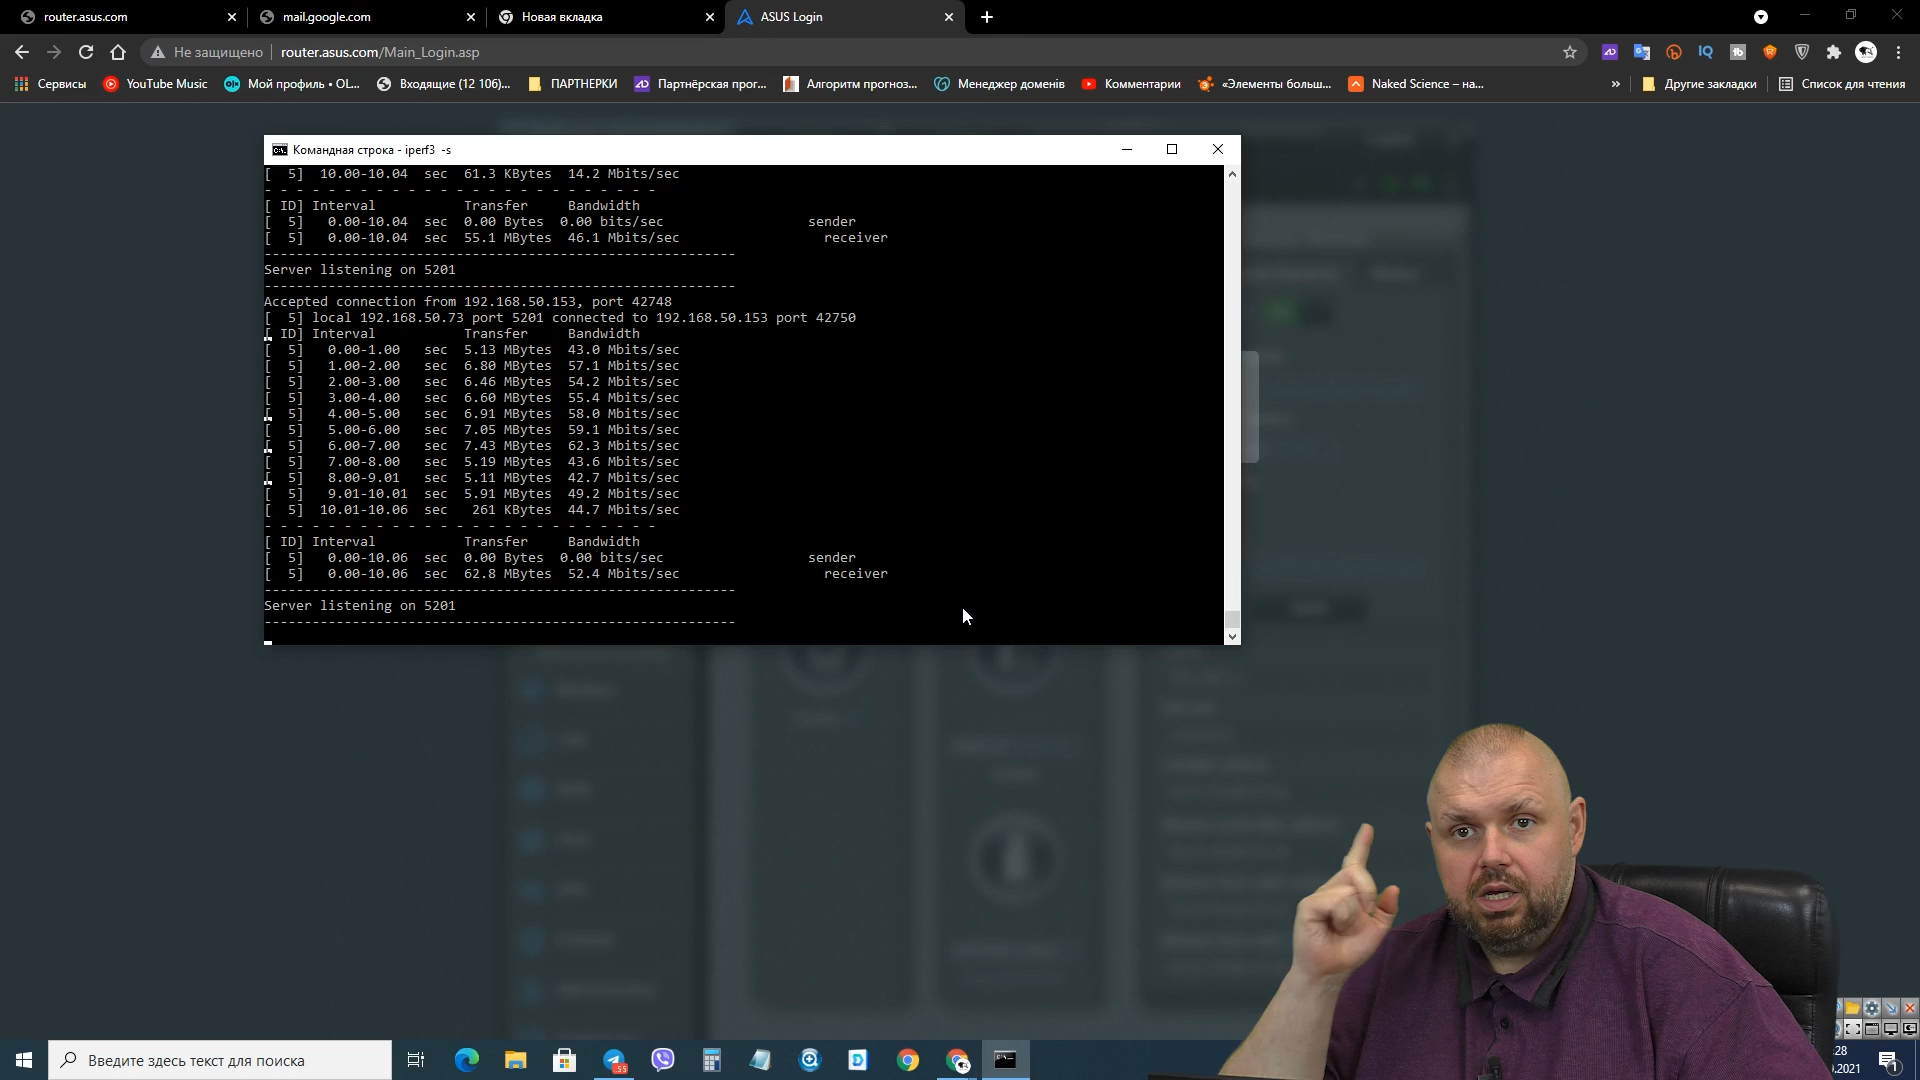 router.asus.com
mail.google.com
Новая вкладка
ASUS Login
Не защищено
router.asus.com/Main_Login.asp
Сервисы
YouTube Music
Мой профиль • OL...
Входящие (12 106)...
ПАРТНЕРКИ
Партнёрская прог...
Алгоритм прогноз...
Менеджер доменів
Комментарии
«Элементы больш...
Naked Science – на...
»
Другие закладки
Список для чтения
Командная строка - iperf3 -s
[  5]  10.00-10.04  sec  61.3 KBytes  14.2 Mbits/sec
- - - - - - - - - - - - - - - - - - - - - - - - -
[ ID] Interval           Transfer     Bandwidth
[  5]   0.00-10.04  sec  0.00 Bytes  0.00 bits/sec                  sender
[  5]   0.00-10.04  sec  55.1 MBytes  46.1 Mbits/sec                  receiver
-----------------------------------------------------------
Server listening on 5201
-----------------------------------------------------------
Accepted connection from 192.168.50.153, port 42748
[  5] local 192.168.50.73 port 5201 connected to 192.168.50.153 port 42750
[ ID] Interval           Transfer     Bandwidth
[  5]   0.00-1.00   sec  5.13 MBytes  43.0 Mbits/sec
[  5]   1.00-2.00   sec  6.80 MBytes  57.1 Mbits/sec
[  5]   2.00-3.00   sec  6.46 MBytes  54.2 Mbits/sec
[  5]   3.00-4.00   sec  6.60 MBytes  55.4 Mbits/sec
[  5]   4.00-5.00   sec  6.91 MBytes  58.0 Mbits/sec
[  5]   5.00-6.00   sec  7.05 MBytes  59.1 Mbits/sec
[  5]   6.00-7.00   sec  7.43 MBytes  62.3 Mbits/sec
[  5]   7.00-8.00   sec  5.19 MBytes  43.6 Mbits/sec
[  5]   8.00-9.01   sec  5.11 MBytes  42.7 Mbits/sec
[  5]   9.01-10.01  sec  5.91 MBytes  49.2 Mbits/sec
[  5]  10.01-10.06  sec   261 KBytes  44.7 Mbits/sec
- - - - - - - - - - - - - - - - - - - - - - - - -
[ ID] Interval           Transfer     Bandwidth
[  5]   0.00-10.06  sec  0.00 Bytes  0.00 bits/sec                  sender
[  5]   0.00-10.06  sec  62.8 MBytes  52.4 Mbits/sec                  receiver
-----------------------------------------------------------
Server listening on 5201
-----------------------------------------------------------
Введите здесь текст для поиска
55
:28
.2021
1